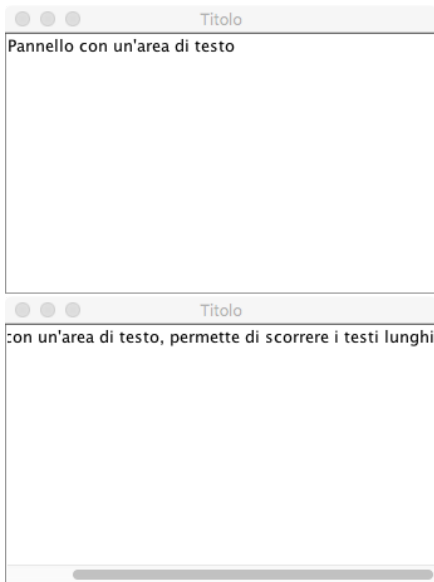 Titolo
Pannello con un'area di testo
Titolo
con un'area di testo, permette di scorrere i testi lunghi